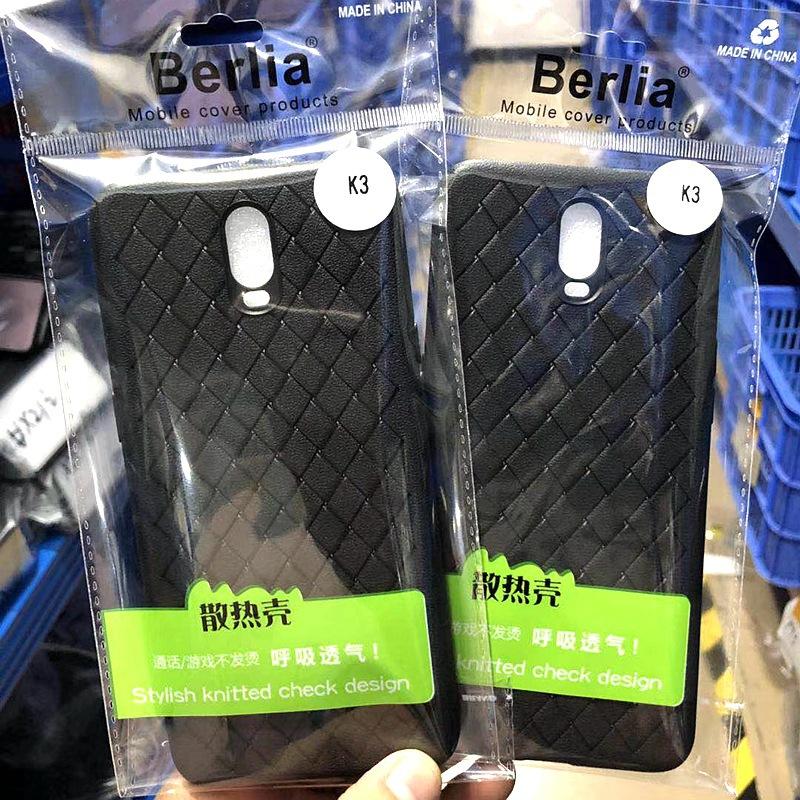 MADE IN CHINA
Berlia®
Mobile cover products
K3
散热壳
通话/游戏不发烫 呼吸透气！
Stylish knitted check design
MADE IN CHINA
Berlia®
Mobile cover products
K3
散热壳
游戏不发烫 呼吸透气！
knitted check design